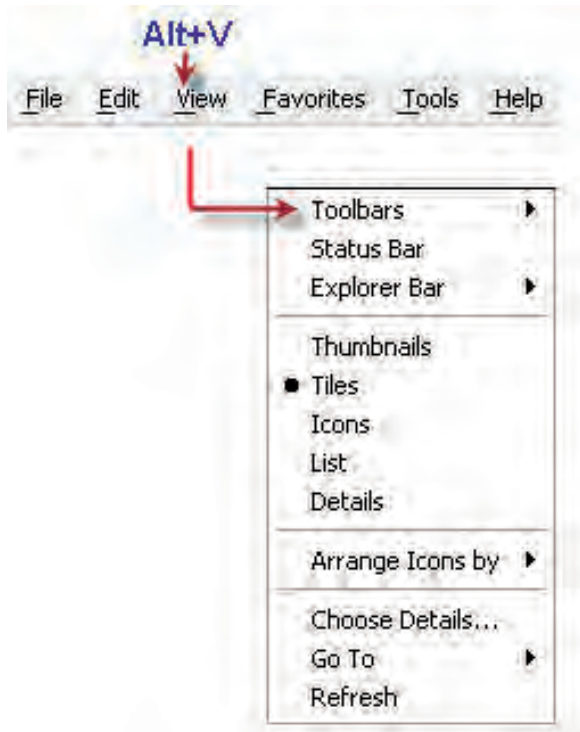 Alt+V
File Edit View Favorites Tools Help
Toolbars
Status Bar
Explorer Bar
Thumbnails
Tiles
Icons
List
Details
Arrange Icons by
Choose Details...
Go To
Refresh